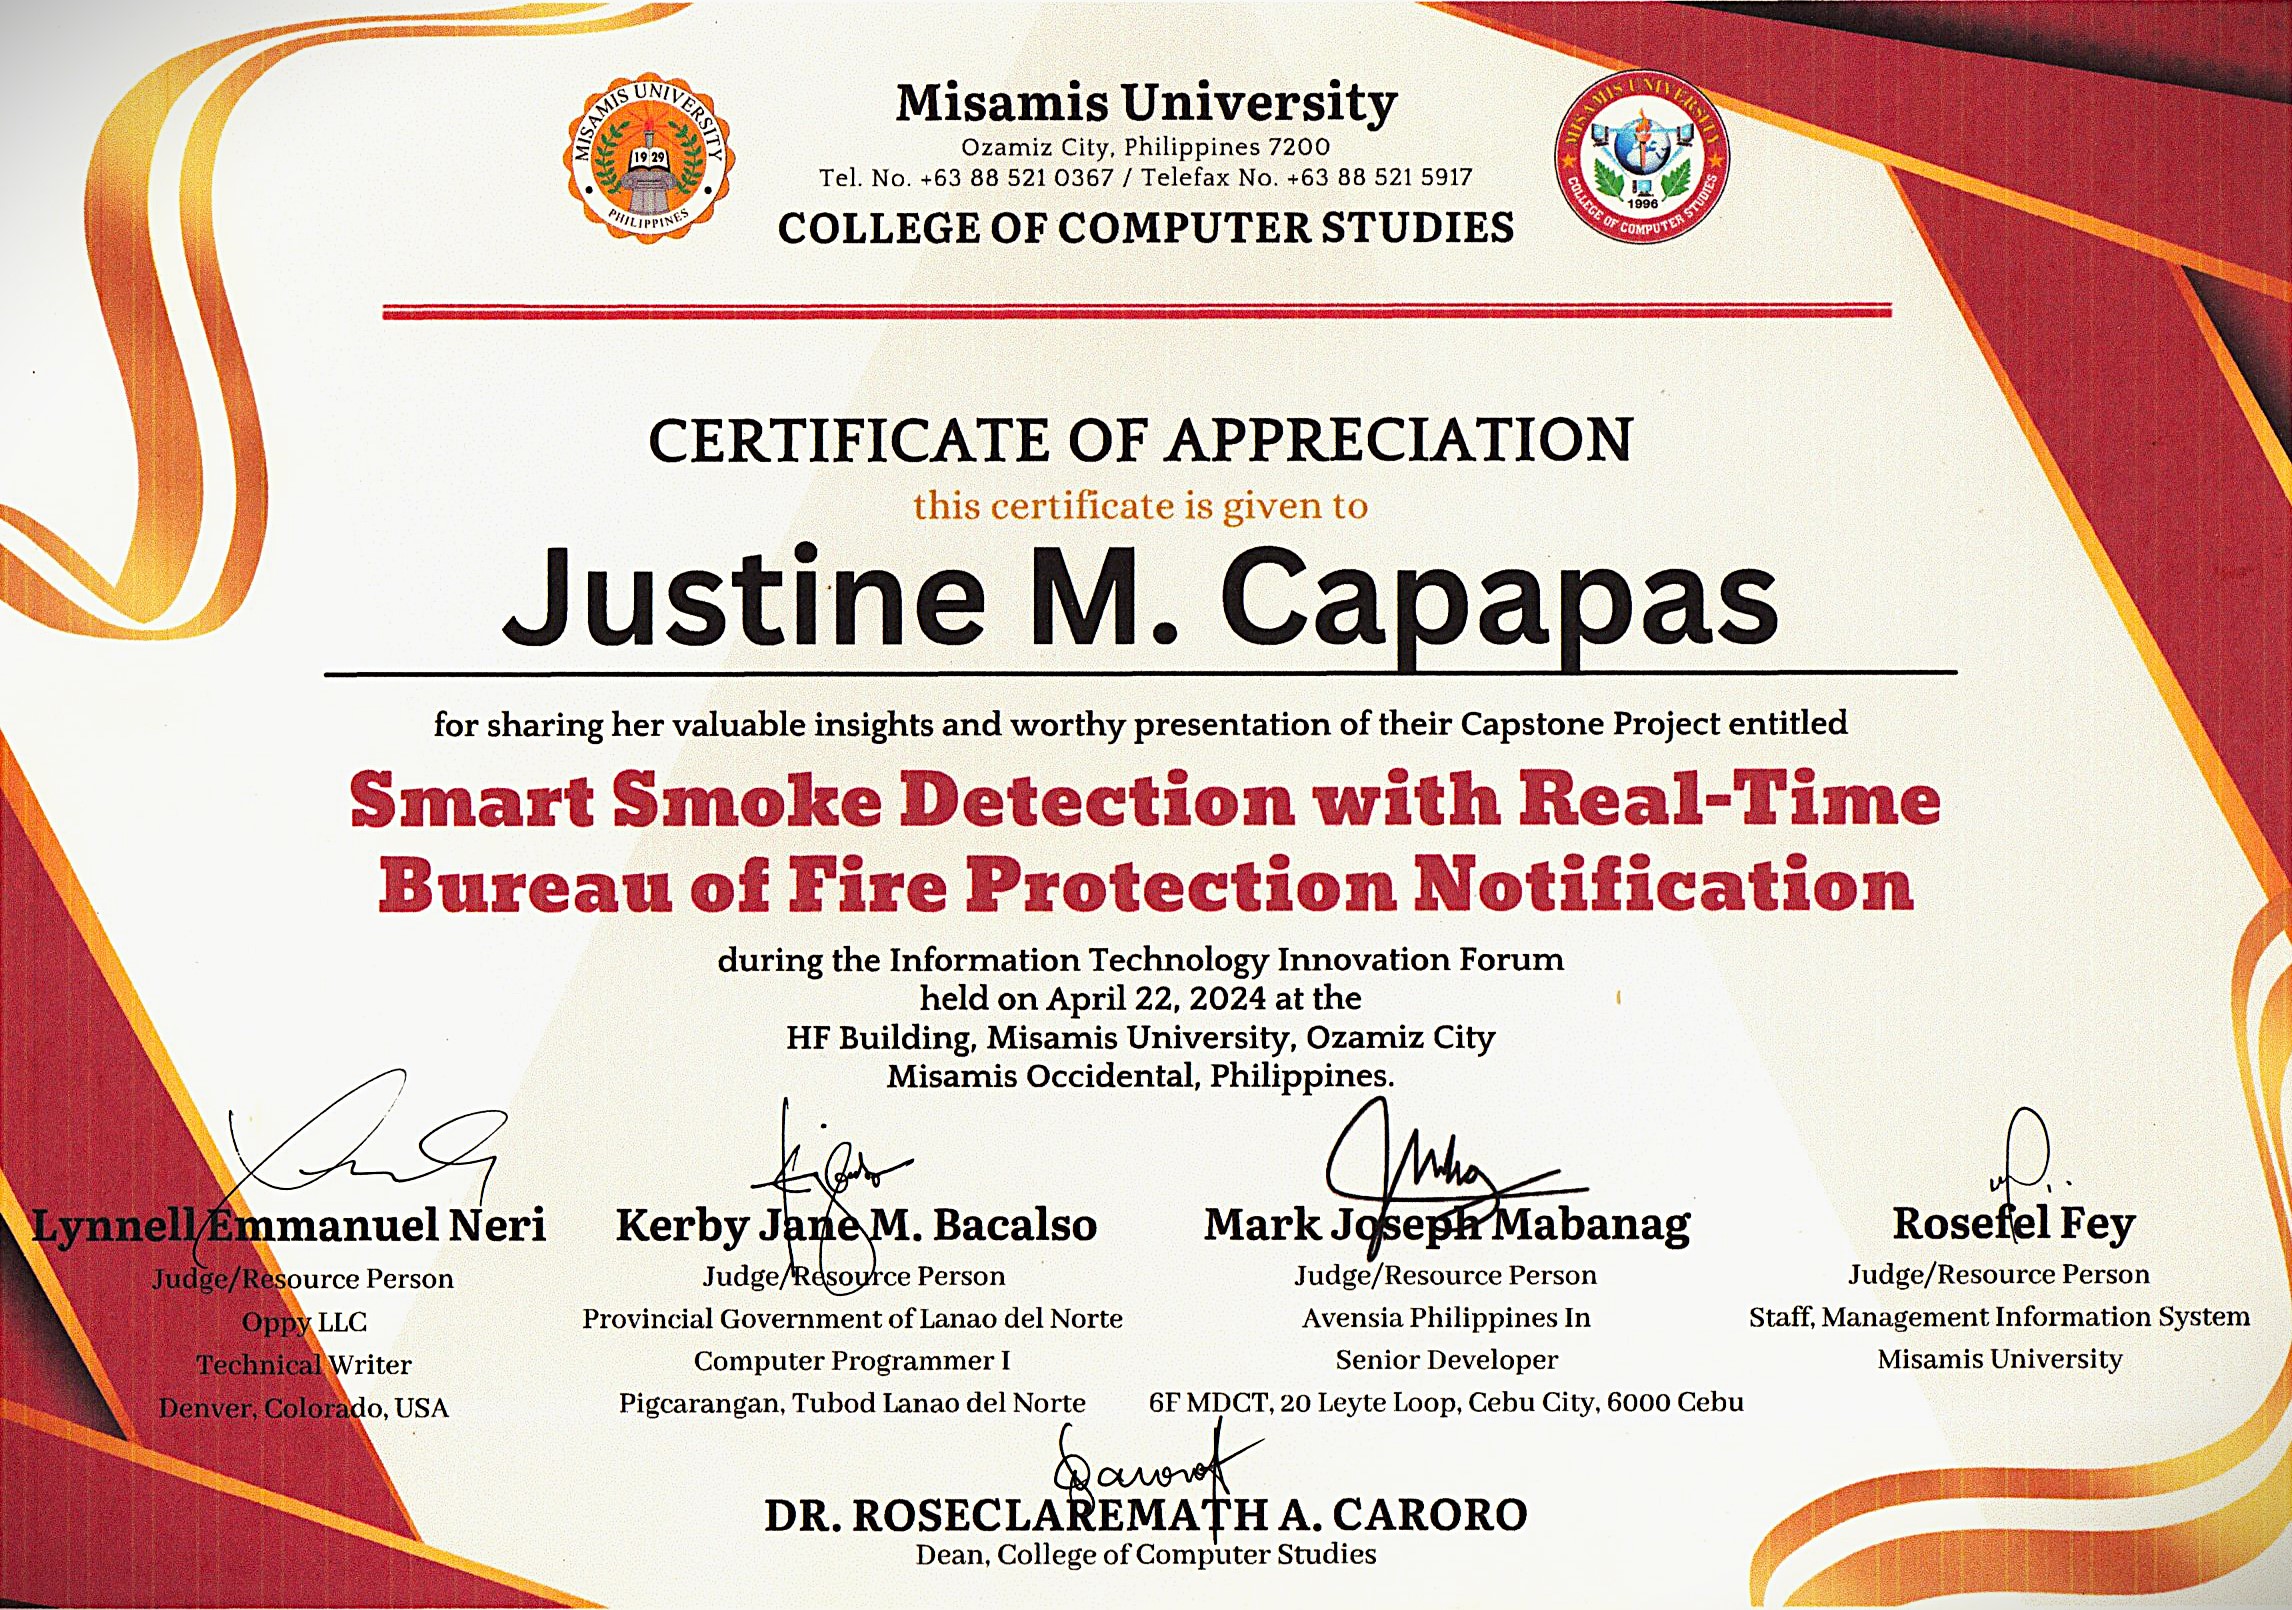 MISAMIS UNIVERSITY
1929
PHILIPPINES
Misamis University
Ozamiz City, Philippines 7200
Tel. No. +63 88 521 0367 / Telefax No. +63 88 521 5917
COLLEGE OF COMPUTER STUDIES
MISAMIS UNIVERSITY
1996
COLLEGE OF COMPUTER STUDIES
CERTIFICATE OF APPRECIATION
this certificate is given to
Justine M. Capapas
for sharing her valuable insights and worthy presentation of their Capstone Project entitled
Smart Smoke Detection with Real-Time
Bureau of Fire Protection Notification
during the Information Technology Innovation Forum
held on April 22, 2024 at the
HF Building, Misamis University, Ozamiz City
Misamis Occidental, Philippines.
Lynnell Emmanuel Neri
Judge/Resource Person
Oppy LLC
Technical Writer
Denver, Colorado, USA
Kerby Jane M. Bacalso
Judge/Resource Person
Provincial Government of Lanao del Norte
Computer Programmer I
Pigcarangan, Tubod Lanao del Norte
Mark Joseph Mabanag
Judge/Resource Person
Avensia Philippines In
Senior Developer
6F MDCT, 20 Leyte Loop, Cebu City, 6000 Cebu
Rosefel Fey
Judge/Resource Person
Staff, Management Information System
Misamis University
DR. ROSECLAREMATH A. CARORO
Dean, College of Computer Studies